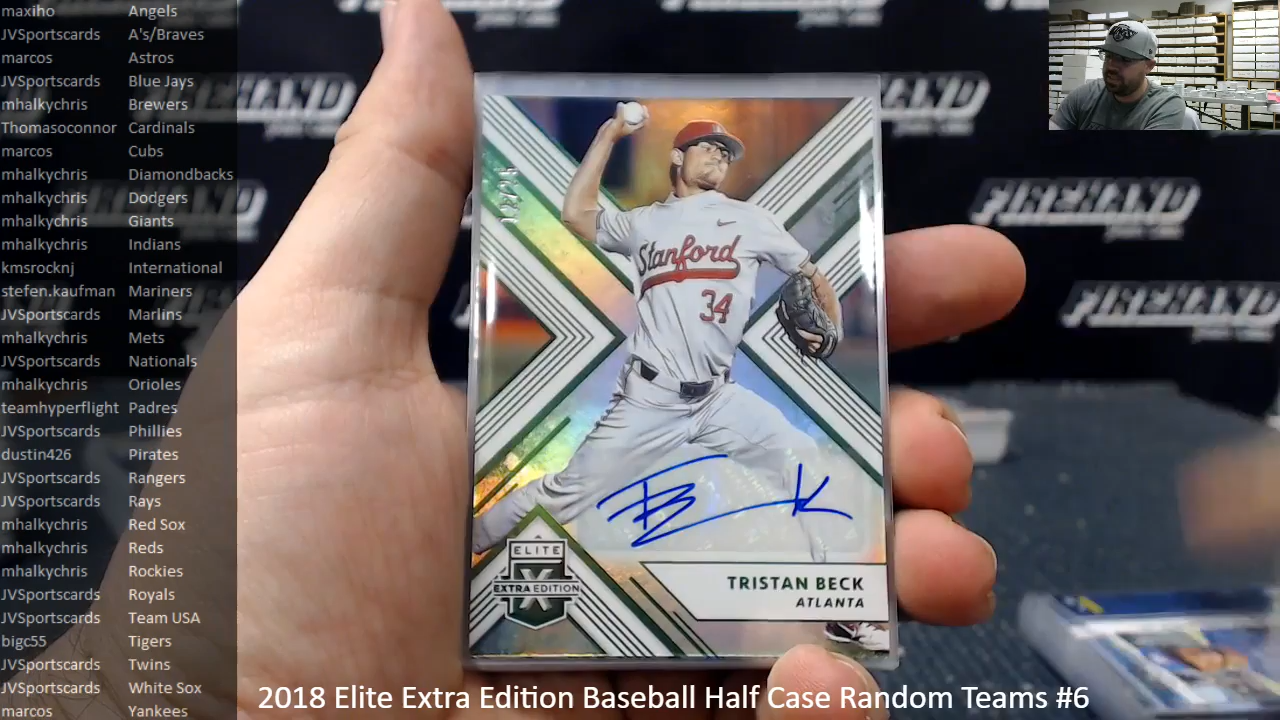 maxiho Angels
JVSportscards A's/Braves
marcos Astros
JVSportscards Blue Jays
mhalkychris Brewers
Thomasoconnor Cardinals
marcos Cubs
mhalkychris Diamondbacks
mhalkychris Dodgers
mhalkychris Giants
mhalkychris Indians
kmsrocknj International
stefen.kaufman Mariners
JVSportscards Marlins
mhalkychris Mets
JVSportscards Nationals
mhalkychris Orioles
teamhyperflight Padres
JVSportscards Phillies
dustin426 Pirates
JVSportscards Rangers
JVSportscards Rays
mhalkychris Red Sox
mhalkychris Reds
mhalkychris Rockies
JVSportscards Royals
JVSportscards Team USA
bigc55 Tigers
JVSportscards Twins
JVSportscards White Sox
marcos Yankees
FIREHAND
FIREHAND
FIREHAND
Stanford
34
ELITE
EXTRA EDITION
TRISTAN BECK
ATLANTA
2018 Elite Extra Edition Baseball Half Case Random Teams #6